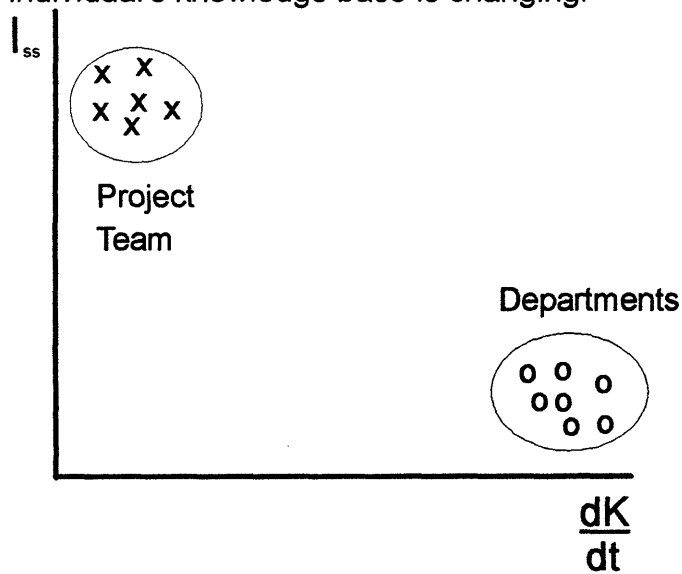 individual's knowledge base is changing.
Iss
Project
Team
Departments
dK
dt